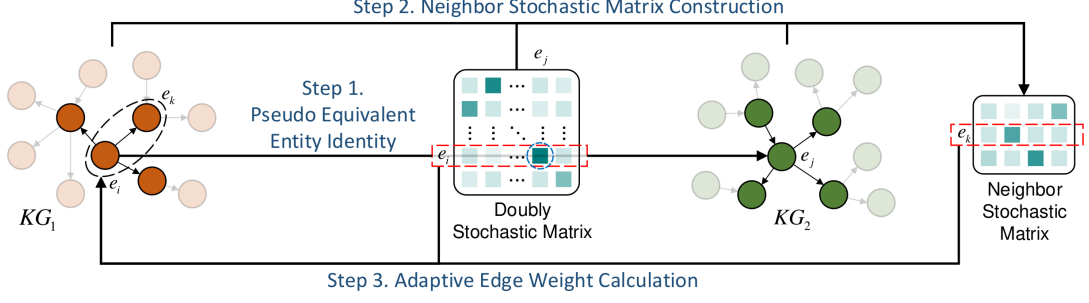 Step 2. Neighbor Stochastic Matrix Construction
Step 1.
Pseudo Equivalent
Entity Identity
e_k
e_i
KG_1
e_j
e_i
Doubly
Stochastic Matrix
e_j
KG_2
e_k
Neighbor
Stochastic
Matrix
Step 3. Adaptive Edge Weight Calculation